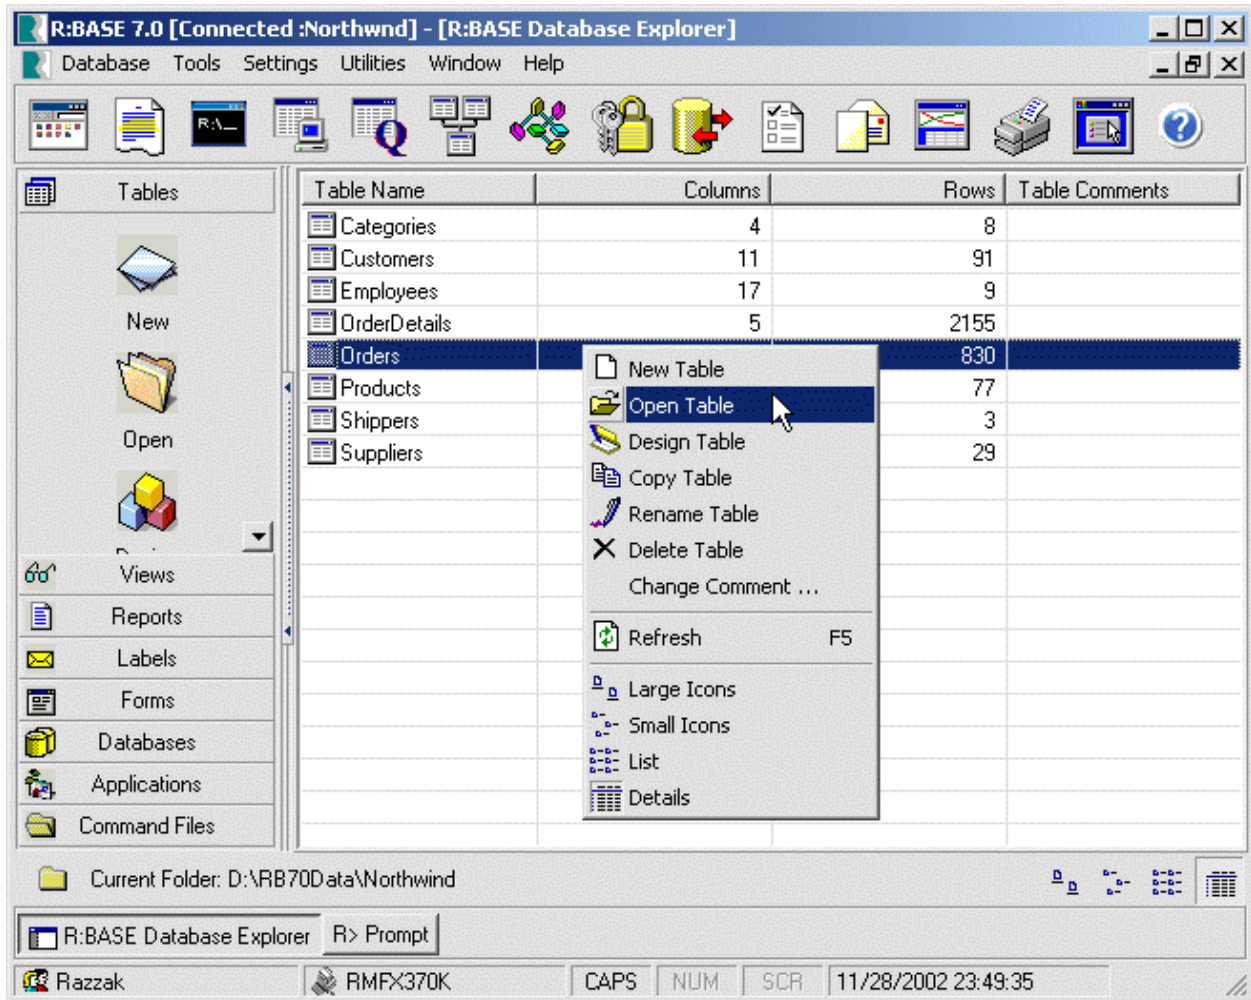 R:BASE 7.0 [Connected :Northwnd] - [R:BASE Database Explorer]
Database Tools Settings Utilities Window Help
R:\_
Tables
New
Open
Views
Reports
Labels
Forms
Databases
Applications
Command Files
Table Name Columns Rows Table Comments
Categories 4 8
Customers 11 91
Employees 17 9
OrderDetails 5 2155
Orders 830
Products 77
Shippers 3
Suppliers 29
New Table
Open Table
Design Table
Copy Table
Rename Table
Delete Table
Change Comment ...
Refresh F5
Large Icons
Small Icons
List
Details
Current Folder: D:\RB70Data\Northwind
R:BASE Database Explorer R> Prompt
Razzak RMFX370K CAPS NUM SCR 11/28/2002 23:49:35